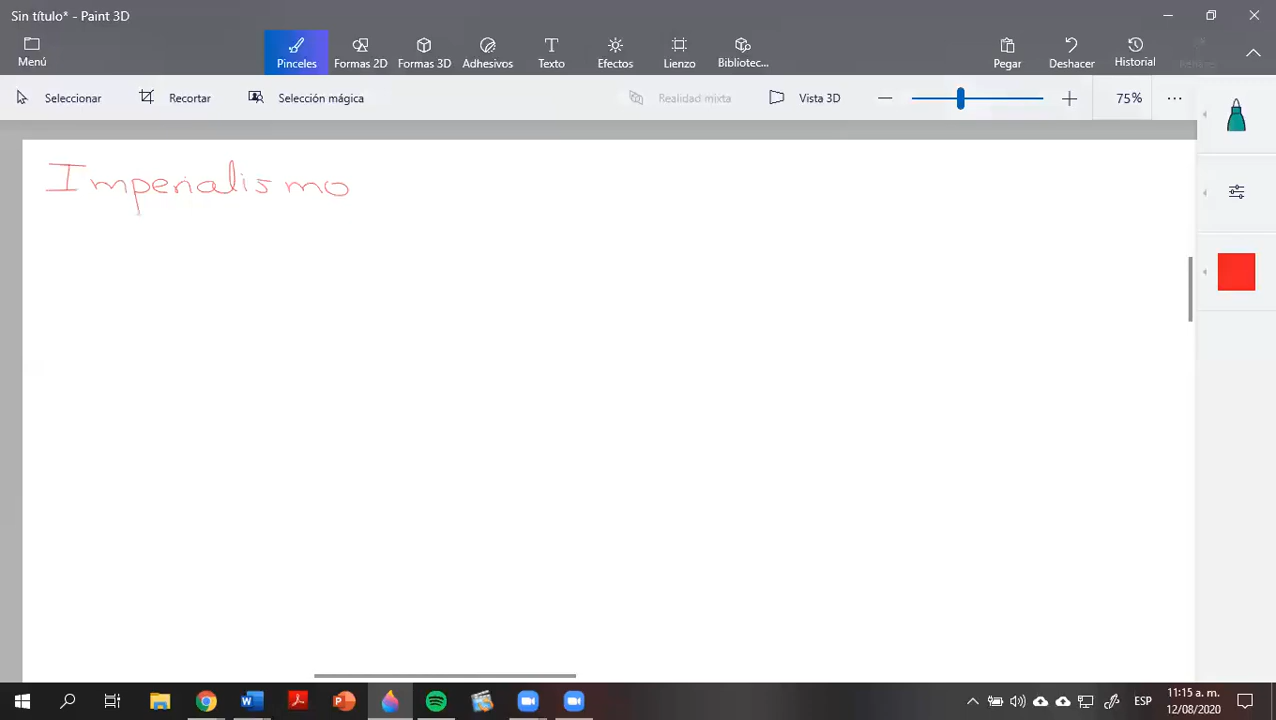 Sin título* - Paint 3D
Menú
Pinceles Formas 2D Formas 3D Adhesivos Texto Efectos Lienzo Bibliotec... Pegar Deshacer Historial
Seleccionar Recortar Selección mágica Realidad mixta Vista 3D 75%
Imperialismo
ESP
11:15 a. m.
12/08/2020